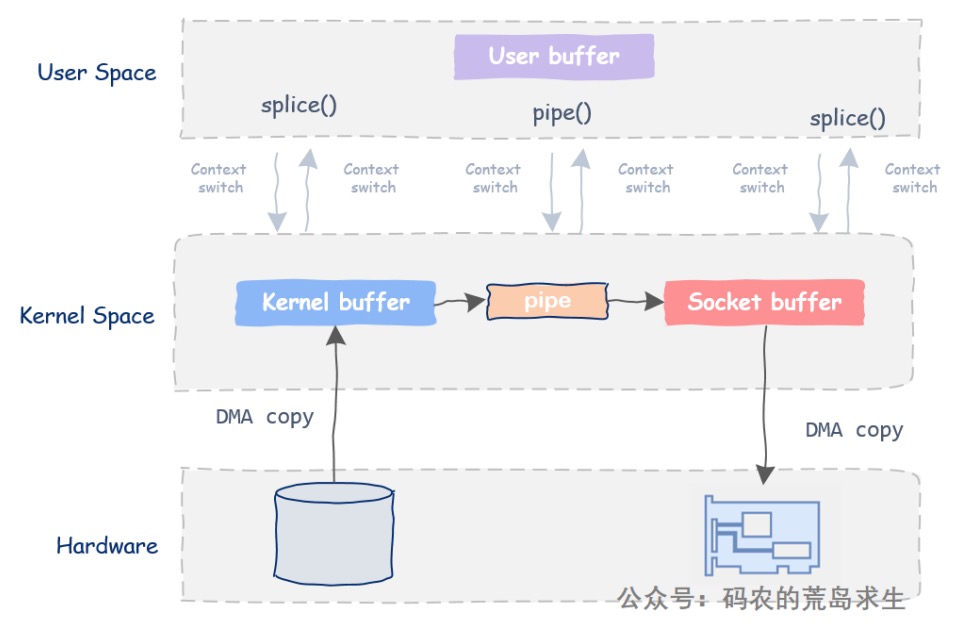 User Space
User buffer
splice()
pipe()
splice()
Context
switch
Context
switch
Context
switch
Context
switch
Context
switch
Context
switch
Kernel Space
Kernel buffer
pipe
Socket buffer
DMA copy
DMA copy
Hardware
公众号：码农的荒岛求生